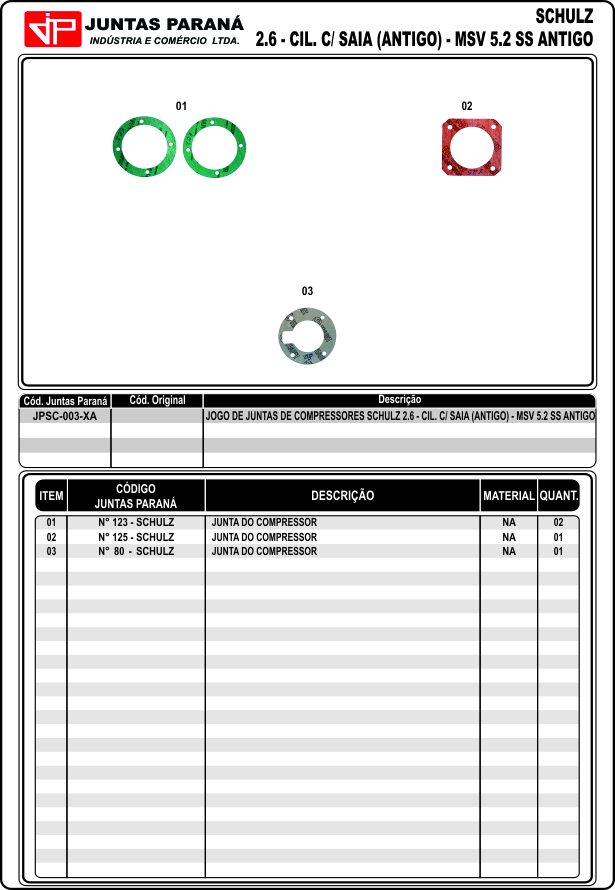 JP JUNTAS PARANÁ
INDÚSTRIA E COMÉRCIO LTDA.
SCHULZ
2.6 - CIL. C/ SAIA (ANTIGO) - MSV 5.2 SS ANTIGO
01
02
03
Cód. Juntas Paraná Cód. Original Descrição
JPSC-003-XA JOGO DE JUNTAS DE COMPRESSORES SCHULZ 2.6 - CIL. C/ SAIA (ANTIGO) - MSV 5.2 SS ANTIGO
ITEM CÓDIGO JUNTAS PARANÁ DESCRIÇÃO MATERIAL QUANT.
01 N° 123 - SCHULZ JUNTA DO COMPRESSOR NA 02
02 N° 125 - SCHULZ JUNTA DO COMPRESSOR NA 01
03 N° 80 - SCHULZ JUNTA DO COMPRESSOR NA 01